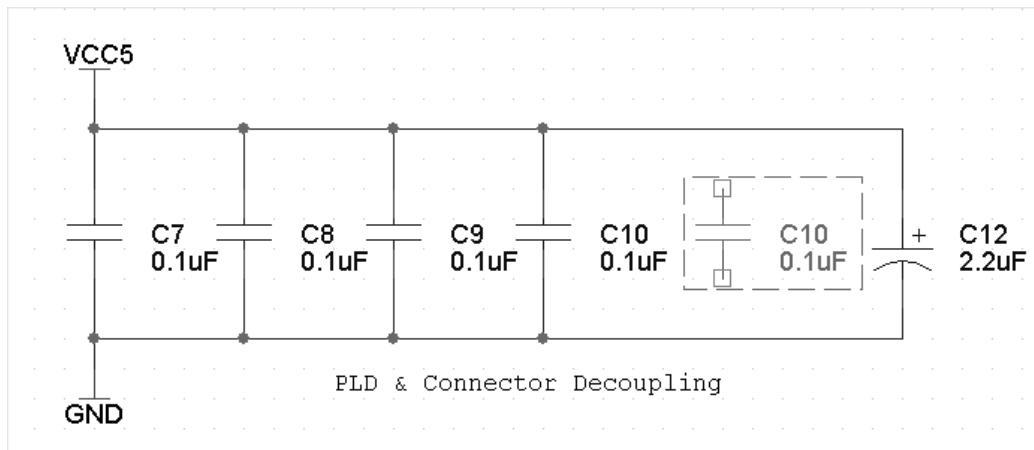 VCC5
C7
0.1uF
C8
0.1uF
C9
0.1uF
C10
0.1uF
C10
0.1uF
+
C12
2.2uF
PLD & Connector Decoupling
GND